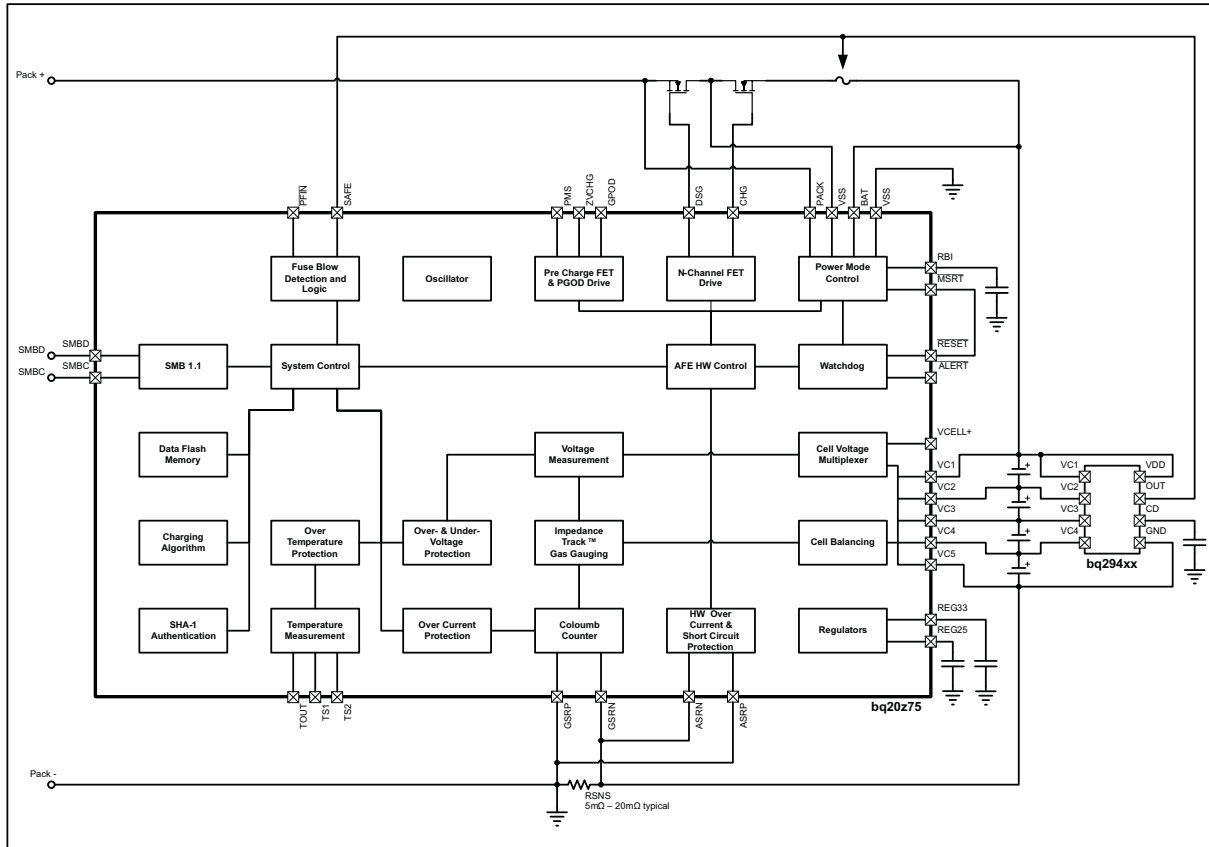 Pack +
PFIN
SAFE
PMS
ZVCHG
GPOD
DSG
CHG
PACK
VSS
BAT
VSS
Fuse Blow
Detection and
Logic
Oscillator
Pre Charge FET
& PGOD Drive
N-Channel FET
Drive
Power Mode
Control
RBI
MSRT
SMBD
SMBD
SMBC
SMBC
SMB 1.1
System Control
AFE HW Control
Watchdog
RESET
ALERT
Data Flash
Memory
Voltage
Measurement
Cell Voltage
Multiplexer
VCELL+
VC1
VC2
VC3
VC4
VC5
VC1
VC2
VC3
VC4
VDD
OUT
CD
GND
bq294xx
Charging
Algorithm
Over
Temperature
Protection
Over- & Under-
Voltage
Protection
Impedance
Track ™
Gas Gauging
Cell Balancing
SHA-1
Authentication
Temperature
Measurement
Over Current
Protection
Coloumb
Counter
HW Over
Current &
Short Circuit
Protection
Regulators
REG33
REG25
TOUT
TS1
TS2
GSRP
GSRN
ASRN
ASRP
bq20z75
Pack -
RSNS
5mΩ – 20mΩ typical
+
+
+
+